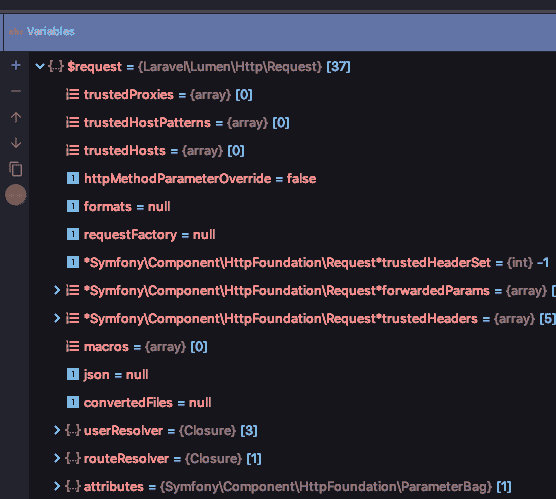 Variables
$request = {Laravel\Lumen\Http\Request} [37]
trustedProxies = {array} [0]
trustedHostPatterns = {array} [0]
trustedHosts = {array} [0]
httpMethodParameterOverride = false
formats = null
requestFactory = null
*Symfony\Component\HttpFoundation\Request*trustedHeaderSet = {int} -1
*Symfony\Component\HttpFoundation\Request*forwardedParams = {array} [
*Symfony\Component\HttpFoundation\Request*trustedHeaders = {array} [5]
macros = {array} [0]
json = null
convertedFiles = null
userResolver = {Closure} [3]
routeResolver = {Closure} [1]
attributes = {Symfony\Component\HttpFoundation\ParameterBag} [1]